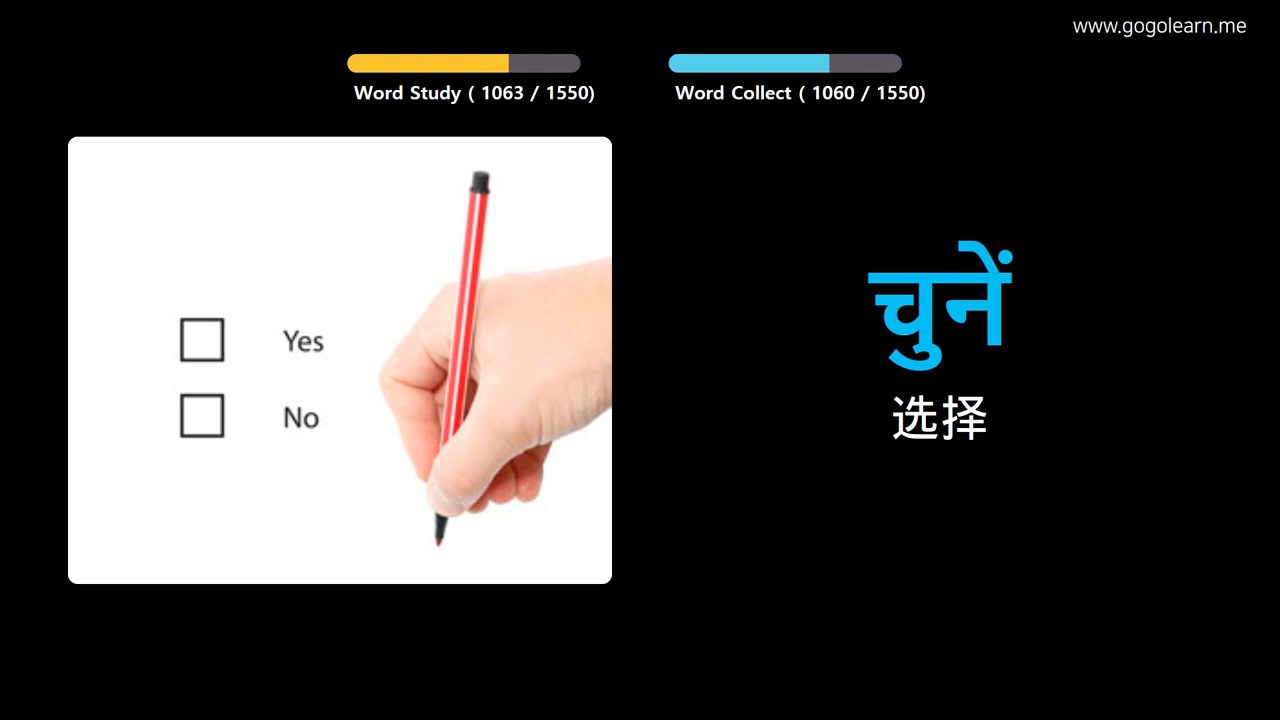 www.gogolearn.me
Word Study ( 1063 / 1550)
Word Collect ( 1060 / 1550)
Yes
No
चुनें
选择